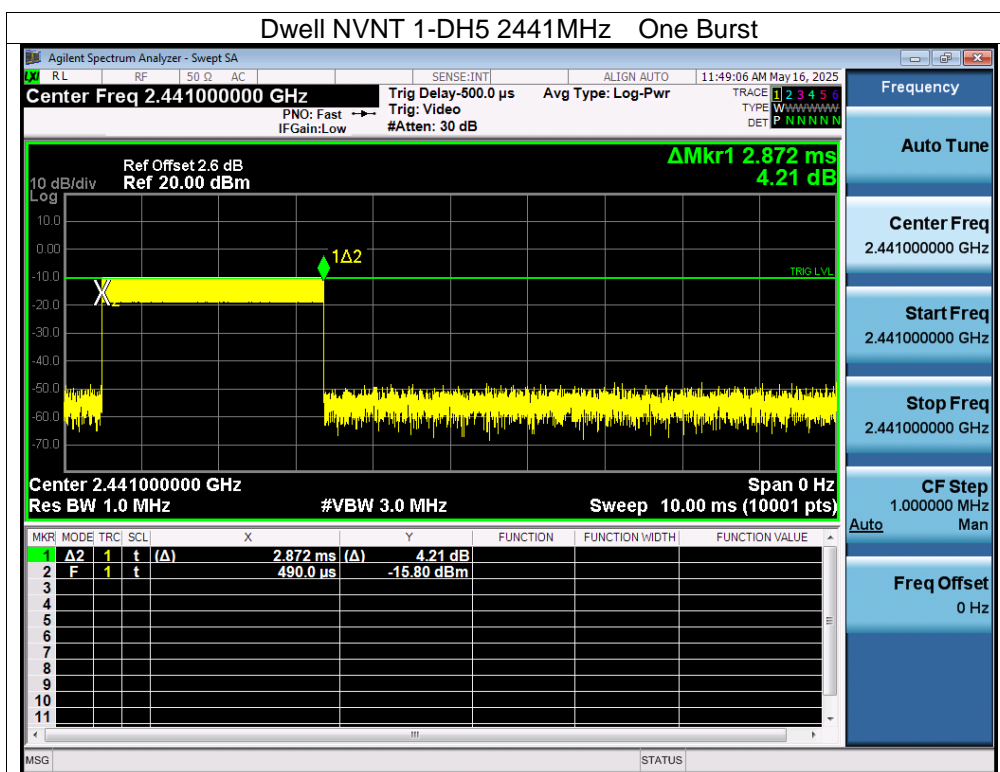 Dwell NVNT 1-DH5 2441MHz One Burst
Agilent Spectrum Analyzer - Swept SA
LXI RL RF 50 Ω AC SENSE:INT ALIGN AUTO 11:49:06 AM May 16, 2025
Center Freq 2.441000000 GHz Trig Delay-500.0 µs Avg Type: Log-Pwr TRACE 1 2 3 4 5 6
PNO: Fast Trig: Video TYPE WWWWWWW
IFGain:Low #Atten: 30 dB DET P N N N N N
Frequency
Auto Tune
Center Freq
2.441000000 GHz
Start Freq
2.441000000 GHz
Stop Freq
2.441000000 GHz
CF Step
1.000000 MHz
Auto Man
Freq Offset
0 Hz
ΔMkr1 2.872 ms
4.21 dB
Ref Offset 2.6 dB
10 dB/div Ref 20.00 dBm
Log
10.0
0.00
-10.0
-20.0
-30.0
-40.0
-50.0
-60.0
-70.0
1Δ2
TRIG LVL
2
Center 2.441000000 GHz Span 0 Hz
Res BW 1.0 MHz #VBW 3.0 MHz Sweep 10.00 ms (10001 pts)
MKR MODE TRC SCL X Y FUNCTION FUNCTION WIDTH FUNCTION VALUE
1 Δ2 1 t (Δ) 2.872 ms (Δ) 4.21 dB
2 F 1 t 490.0 µs -15.80 dBm
3
4
5
6
7
8
9
10
11
MSG STATUS